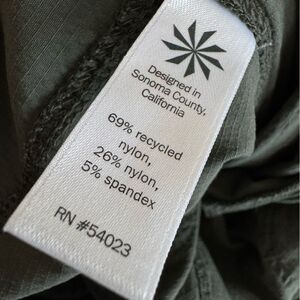 Designed in
Sonoma County,
California
69% recycled
nylon,
26% nylon,
5% spandex
RN #54023